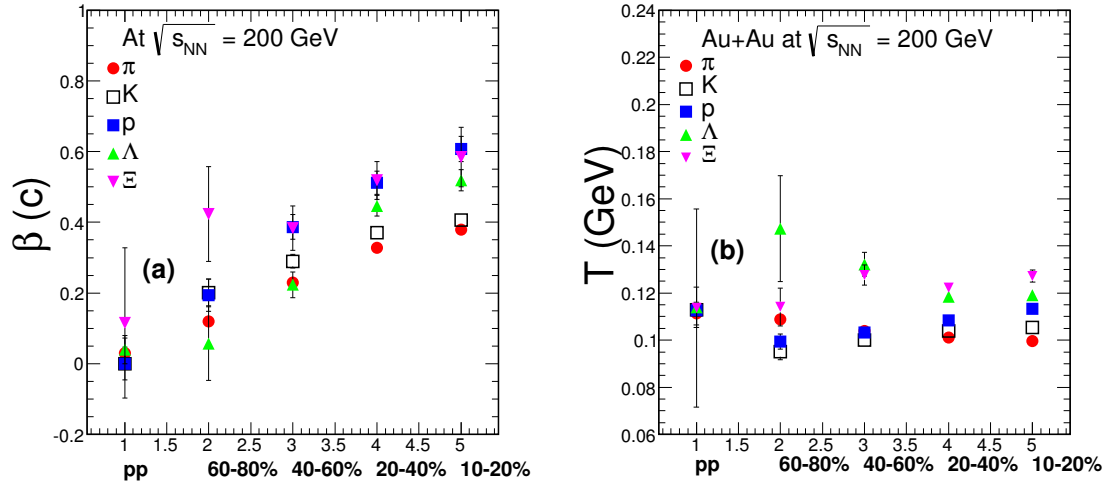 At √s_NN = 200 GeV
π
K
p
Λ
Ξ
β (c)
(a)
0.8
0.6
0.4
0.2
0
-0.2
1 1.5 2 2.5 3 3.5 4 4.5 5
pp 60-80% 40-60% 20-40% 10-20%
Au+Au at √s_NN = 200 GeV
π
K
p
Λ
Ξ
T (GeV)
(b)
0.24
0.22
0.2
0.18
0.16
0.14
0.12
0.1
0.08
0.06
1 1.5 2 2.5 3 3.5 4 4.5 5
pp 60-80% 40-60% 20-40% 10-20%